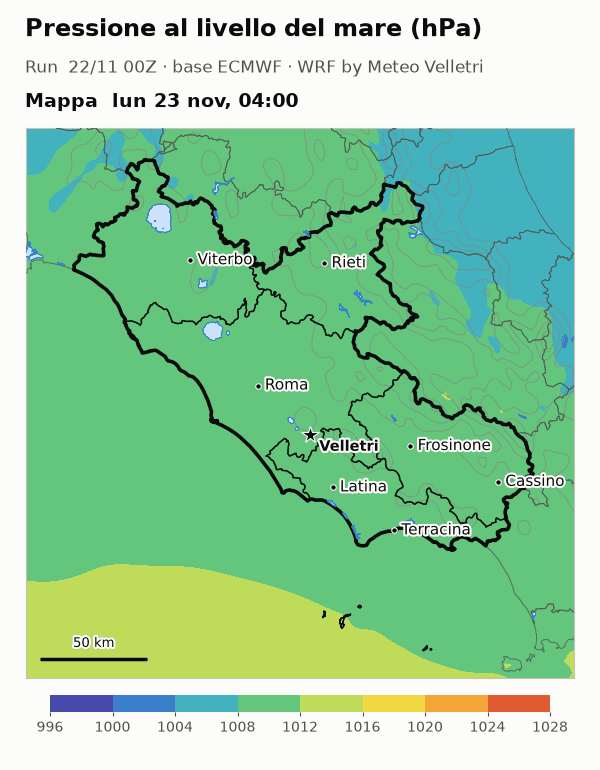 Pressione al livello del mare (hPa)
Run  22/11 00Z · base ECMWF · WRF by Meteo Velletri
Mappa  lun 23 nov, 04:00
Viterbo
Rieti
Roma
Velletri
Frosinone
Cassino
Latina
Terracina
50 km
996 1000 1004 1008 1012 1016 1020 1024 1028